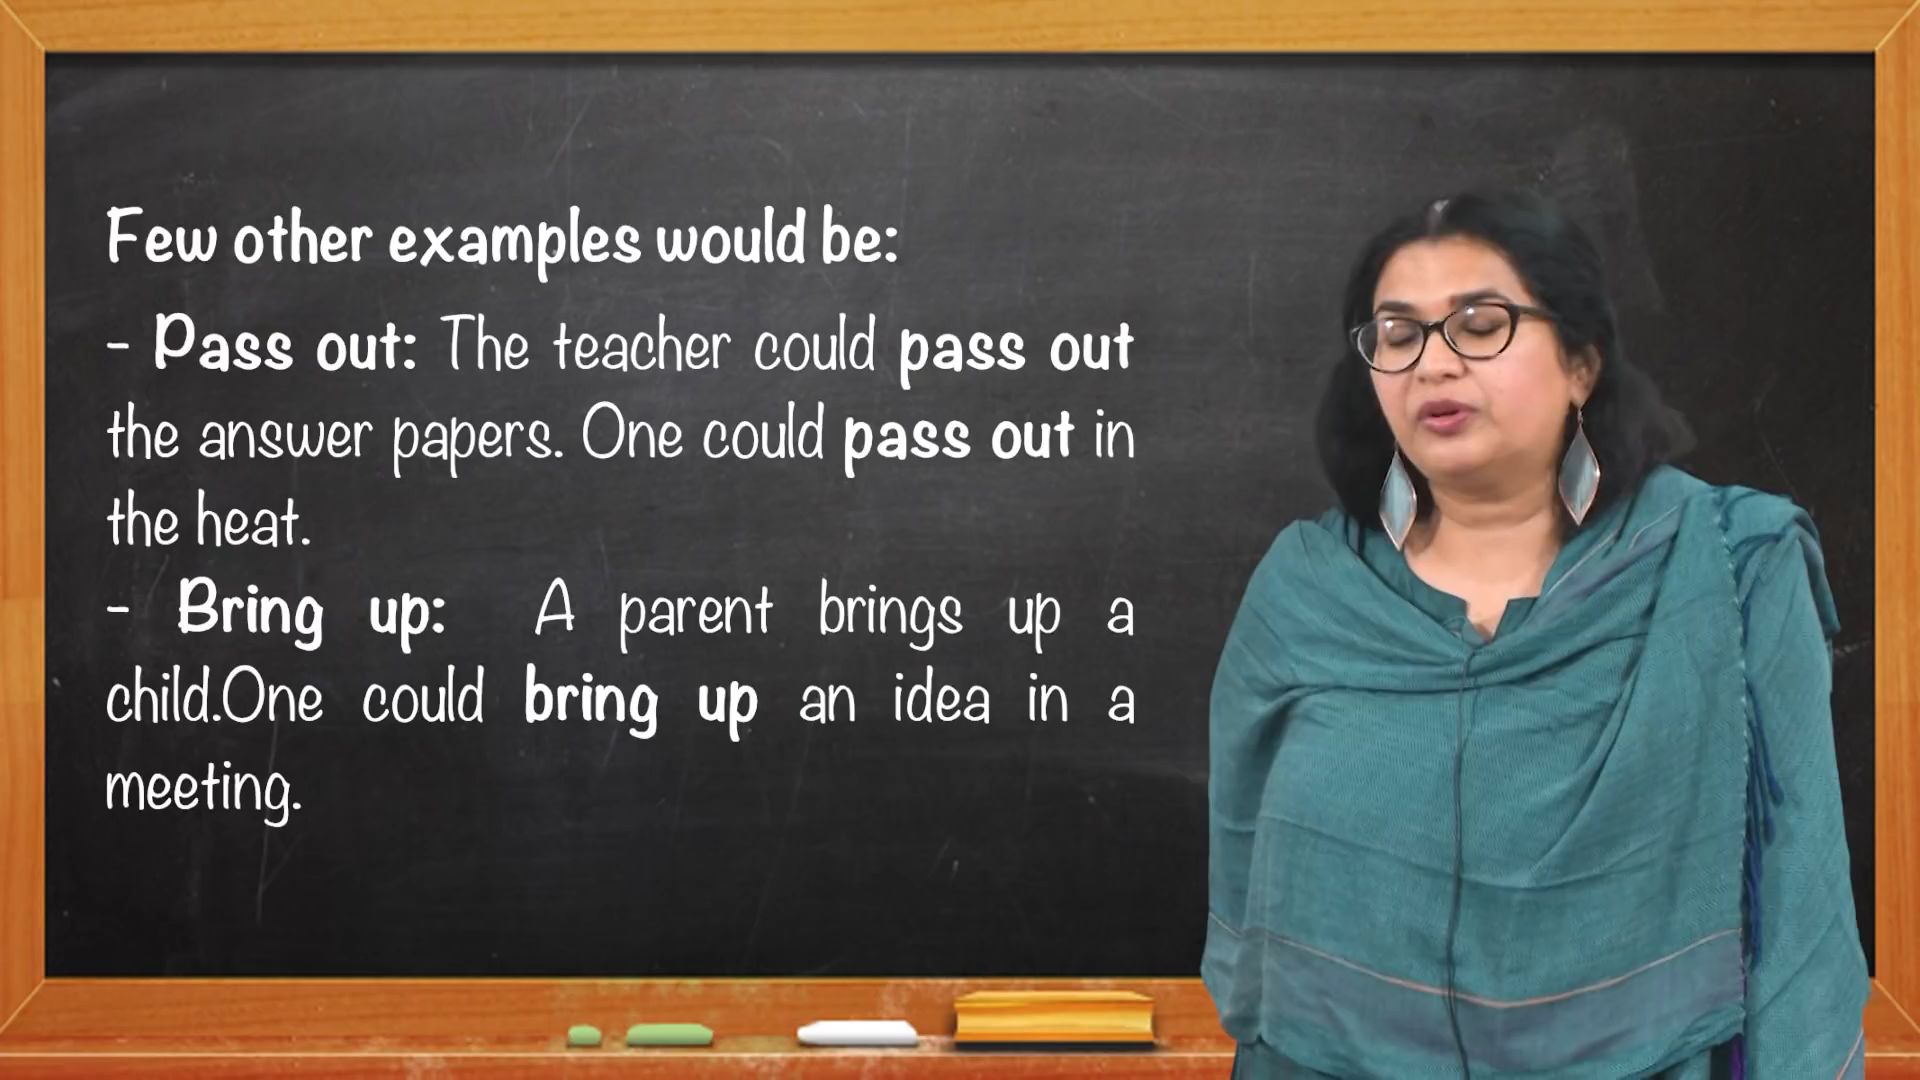 Few other examples would be:
- Pass out: The teacher could pass out
the answer papers. One could pass out in
the heat.
- Bring up: A parent brings up a
child.One could bring up an idea in a
meeting.